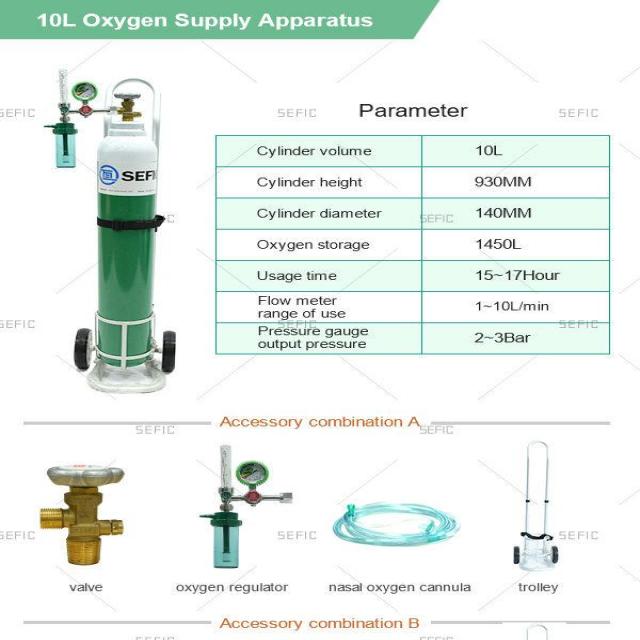 10L Oxygen Supply Apparatus
SEFIC
SEFIC
SEFIC
Parameter
Cylinder volume 10L
Cylinder height 930MM
SEFI
Cylinder diameter 140MM
SEFIC
Oxygen storage 1450L
Usage time 15~17Hour
Flow meter
range of use
1~10L/min
Pressure gauge
output pressure
2~3Bar
SEFIC
SEFIC
SEFIC
Accessory combination A
SEFIC
SEFIC
SEFIC
SEFIC
SEFIC
valve oxygen regulator nasal oxygen cannula trolley
Accessory combination B
SEFIC
SEFIC